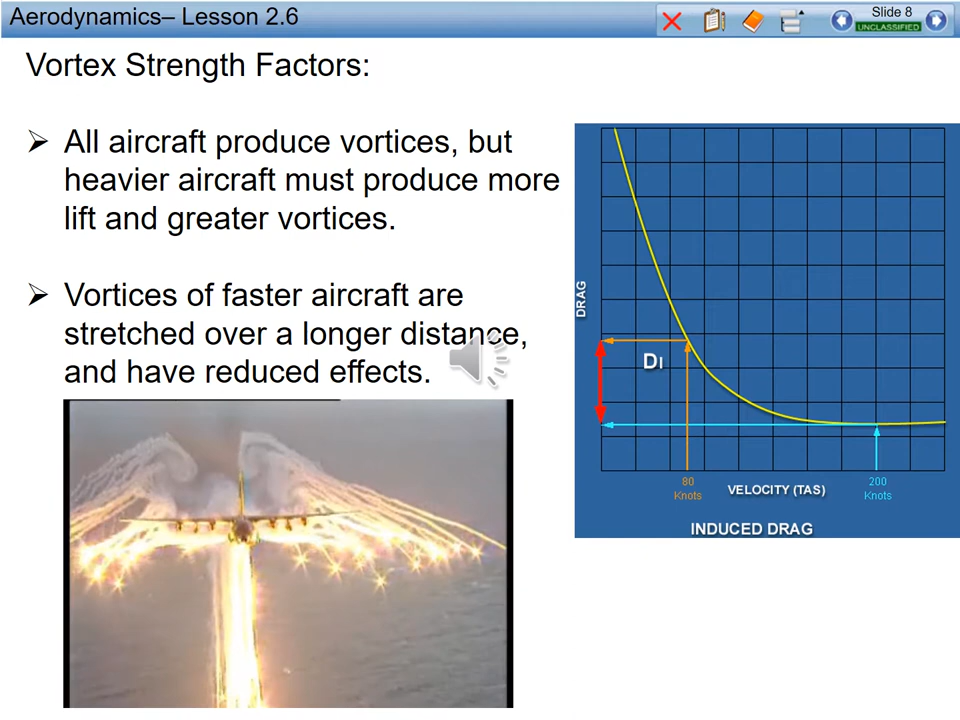 Aerodynamics– Lesson 2.6
Slide 8
UNCLASSIFIED
Vortex Strength Factors:
➢ All aircraft produce vortices, but
heavier aircraft must produce more
lift and greater vortices.
➢ Vortices of faster aircraft are
stretched over a longer distance,
and have reduced effects.
DRAG
DI
80
Knots
VELOCITY (TAS)
200
Knots
INDUCED DRAG